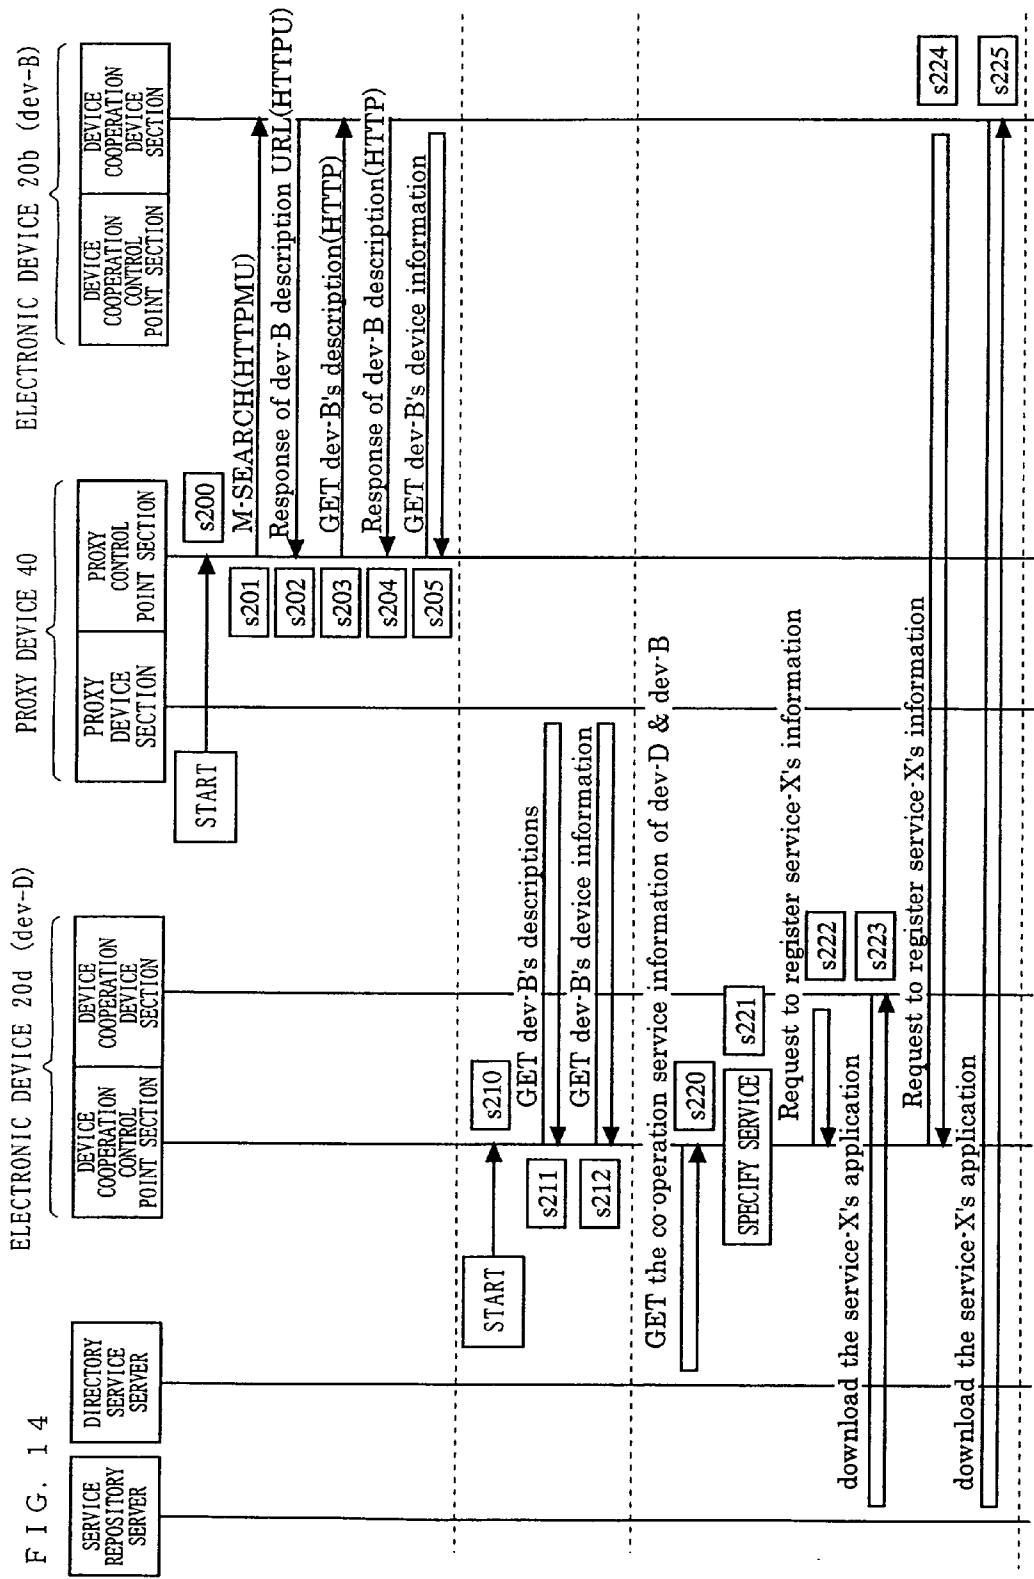 FIG. 14
SERVICE
REPOSITORY
SERVER
DIRECTORY
SERVICE
SERVER
ELECTRONIC DEVICE 20d (dev-D)
DEVICE
COOPERATION
CONTROL
POINT SECTION
DEVICE
COOPERATION
DEVICE
SECTION
PROXY DEVICE 40
PROXY
DEVICE
SECTION
PROXY
CONTROL
POINT SECTION
ELECTRONIC DEVICE 20b (dev-B)
DEVICE
COOPERATION
CONTROL
POINT SECTION
DEVICE
COOPERATION
DEVICE
SECTION
START
s200
s201
M-SEARCH(HTTPMU)
s202
Response of dev-B description URL(HTTPU)
s203
GET dev-B's description(HTTP)
s204
Response of dev-B description(HTTP)
s205
GET dev-B's device information
START
s210
s211
GET dev-B's descriptions
s212
GET dev-B's device information
GET the co-operation service information of dev-D & dev-B
s220
SPECIFY SERVICE
s221
Request to register service-X's information
s222
download the service-X's application
s223
Request to register service-X's information
s224
download the service-X's application
s225